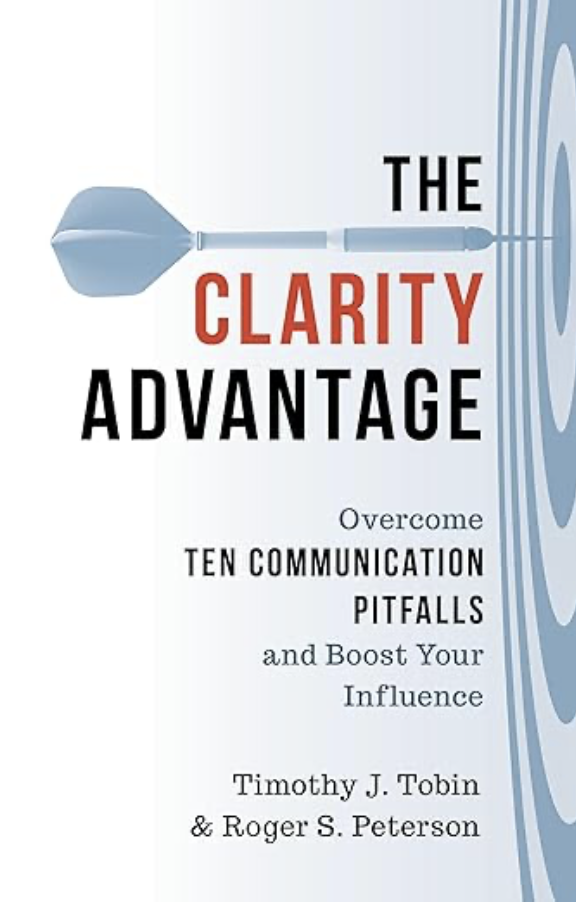 THE
CLARITY
ADVANTAGE
Overcome
TEN COMMUNICATION
PITFALLS
and Boost Your
Influence
Timothy J. Tobin
& Roger S. Peterson